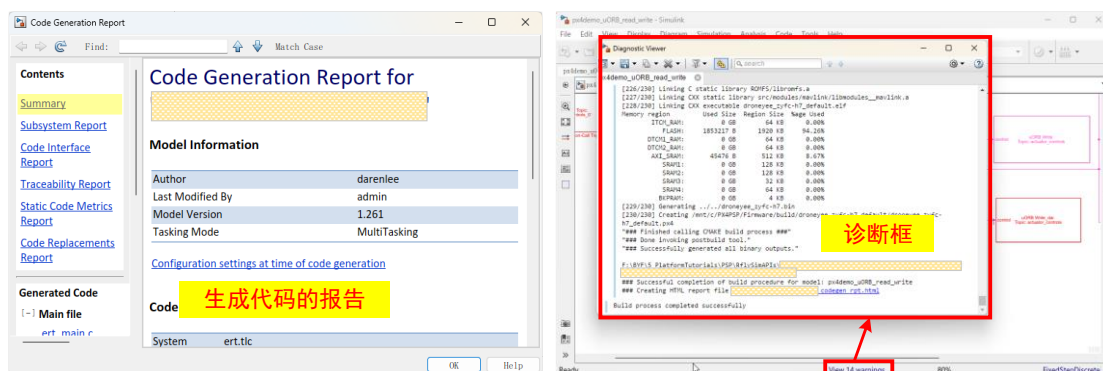 Code Generation Report
Find:
Match Case
Contents
Summary
Subsystem Report
Code Interface
Report
Traceability Report
Static Code Metrics
Report
Code Replacements
Report
Generated Code
[-] Main file
ert_main.c
Code Generation Report for
Model Information
Author darenlee
Last Modified By admin
Model Version 1.261
Tasking Mode MultiTasking
Configuration settings at time of code generation
Code
生成代码的报告
System ert.tlc
OK Help
px4demo_uORB_read_write - Simulink
File Edit View Display Diagram Simulation Analysis Code Tools Help
Diagnostic Viewer
search
px4demo_uORB_read_write
[226/230] Linking C static library ROMFS/libromfs.a
[227/230] Linking CXX static library src/modules/mavlink/libmodules__mavlink.a
[228/230] Linking CXX executable droneyee_zyfc-h7_default.elf
Memory region Used Size Region Size %age Used
ITCM_RAM: 0 GB 64 KB 0.00%
FLASH: 1853217 B 1920 KB 94.26%
DTCM1_RAM: 0 GB 64 KB 0.00%
DTCM2_RAM: 0 GB 64 KB 0.00%
AXI_SRAM: 45476 B 512 KB 8.67%
SRAM1: 0 GB 128 KB 0.00%
SRAM2: 0 GB 128 KB 0.00%
SRAM3: 0 GB 32 KB 0.00%
SRAM4: 0 GB 64 KB 0.00%
BKPRAM: 0 GB 4 KB 0.00%
[229/230] Generating ../../droneyee_zyfc-h7.bin
[230/230] Creating /mnt/c/PX4PSP/Firmware/build/droneyee_zyfc-h7_default/droneyee_zyfc-
h7_default.px4
"### Finished calling CMAKE build process ###"
"### Done invoking postbuild tool."
"### Successfully generated all binary outputs."
诊断框
### Successful completion of build procedure for model: px4demo_uORB_read_write
### Creating HTML report file codegen_rpt.html
Build process completed successfully
Ready
View 14 warnings
80%
FixedStepDiscrete